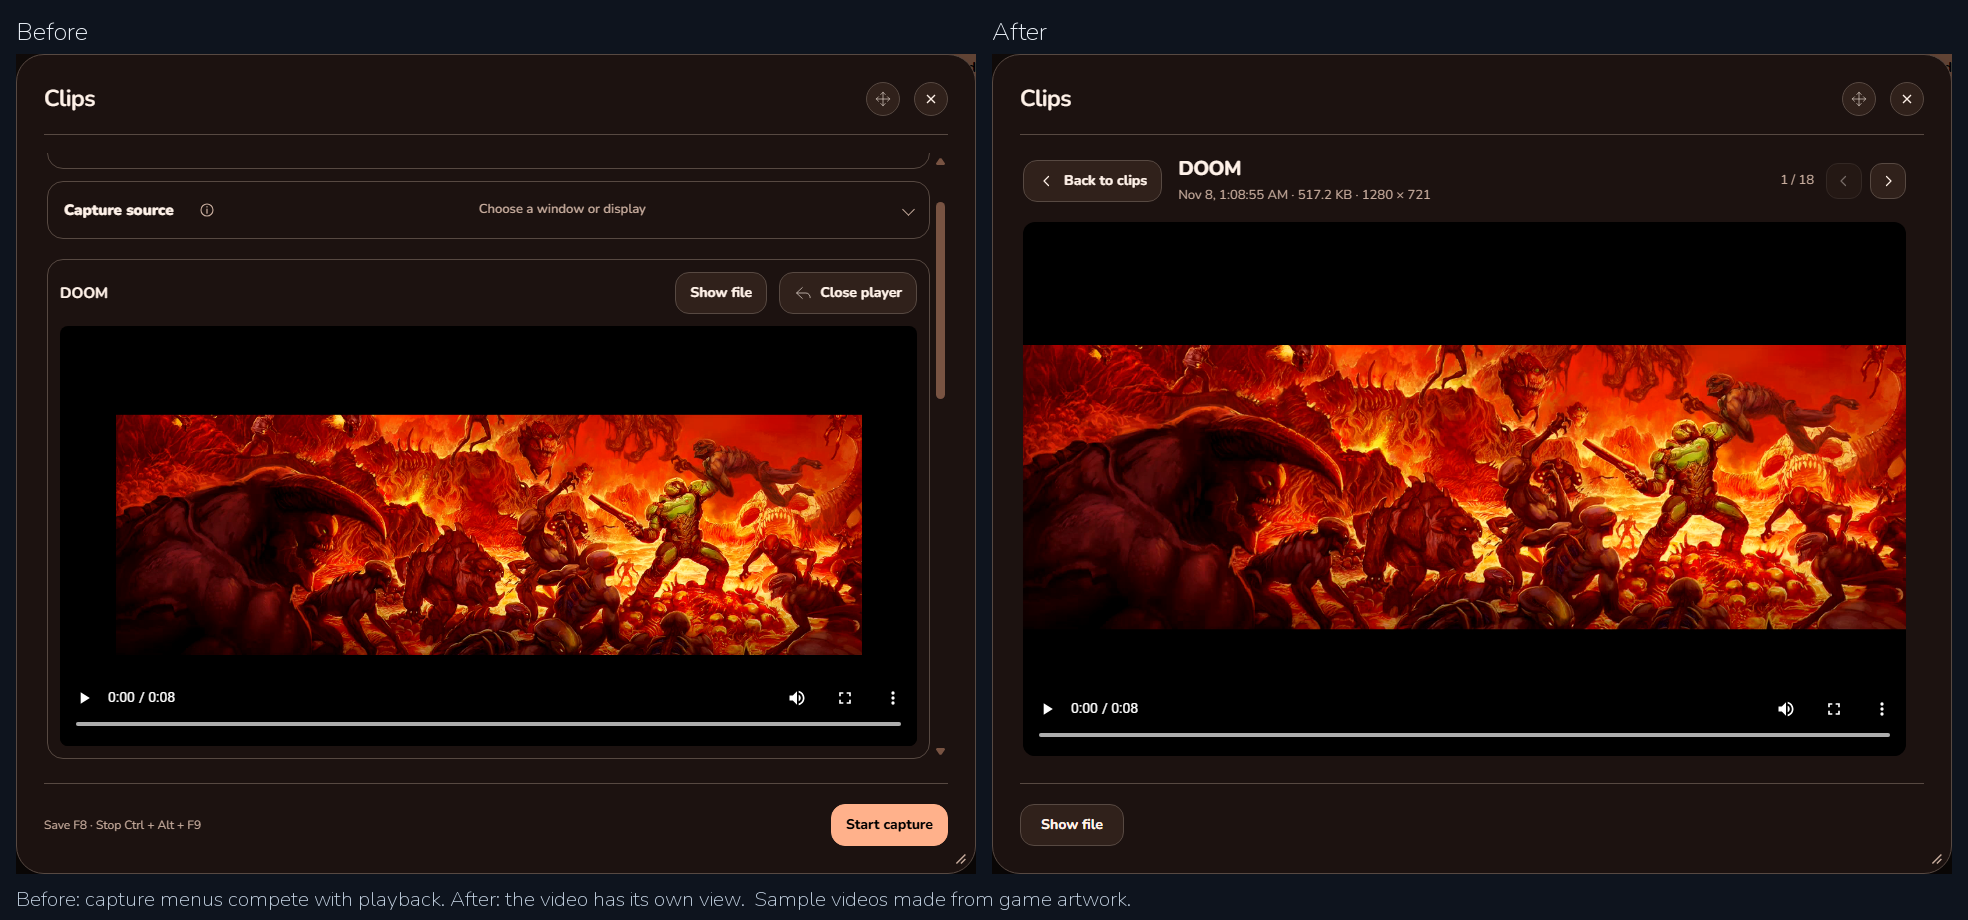 Before
Clips
Capture source
Choose a window or display
DOOM
Show file
Close player
0:00 / 0:08
Save F8 · Stop Ctrl + Alt + F9
Start capture
After
Clips
Back to clips
DOOM
Nov 8, 1:08:55 AM · 517.2 KB · 1280 × 721
1 / 18
0:00 / 0:08
Show file
Before: capture menus compete with playback. After: the video has its own view. Sample videos made from game artwork.